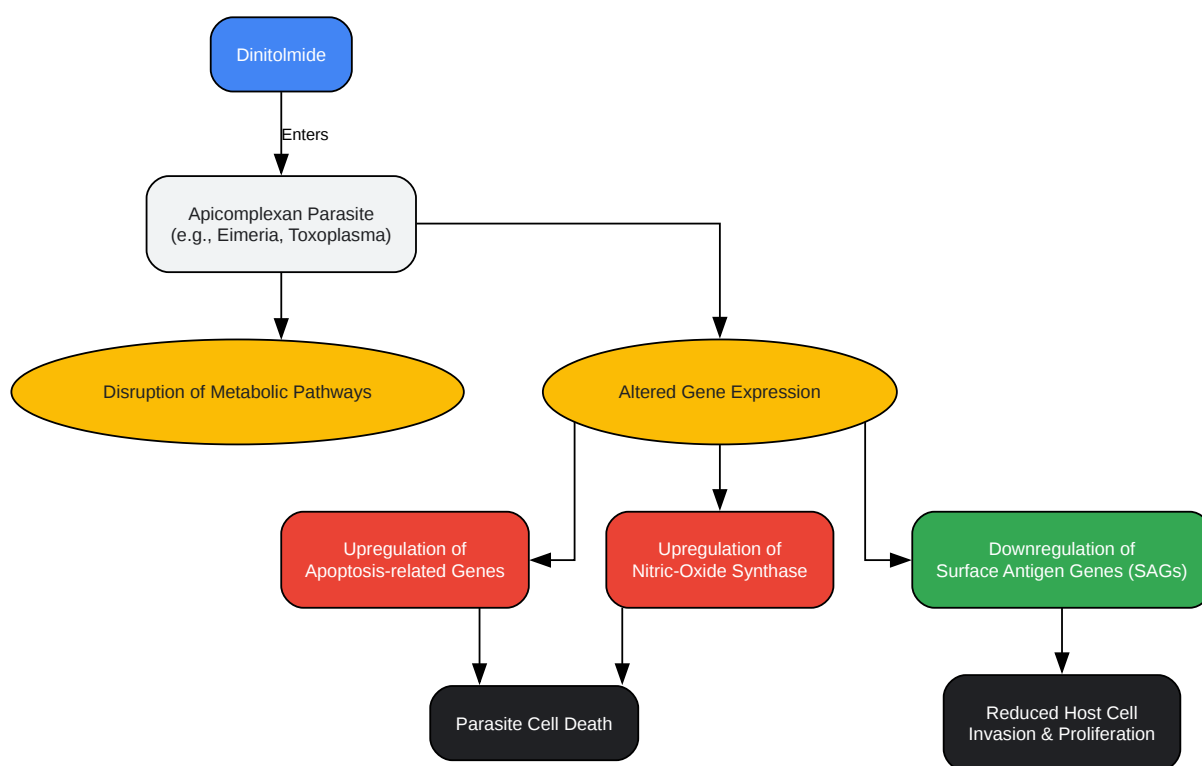 Dinitolmide
Enters
Apicomplexan Parasite
(e.g., Eimeria, Toxoplasma)
Disruption of Metabolic Pathways
Altered Gene Expression
Upregulation of
Apoptosis-related Genes
Upregulation of
Nitric-Oxide Synthase
Downregulation of
Surface Antigen Genes (SAGs)
Parasite Cell Death
Reduced Host Cell
Invasion & Proliferation